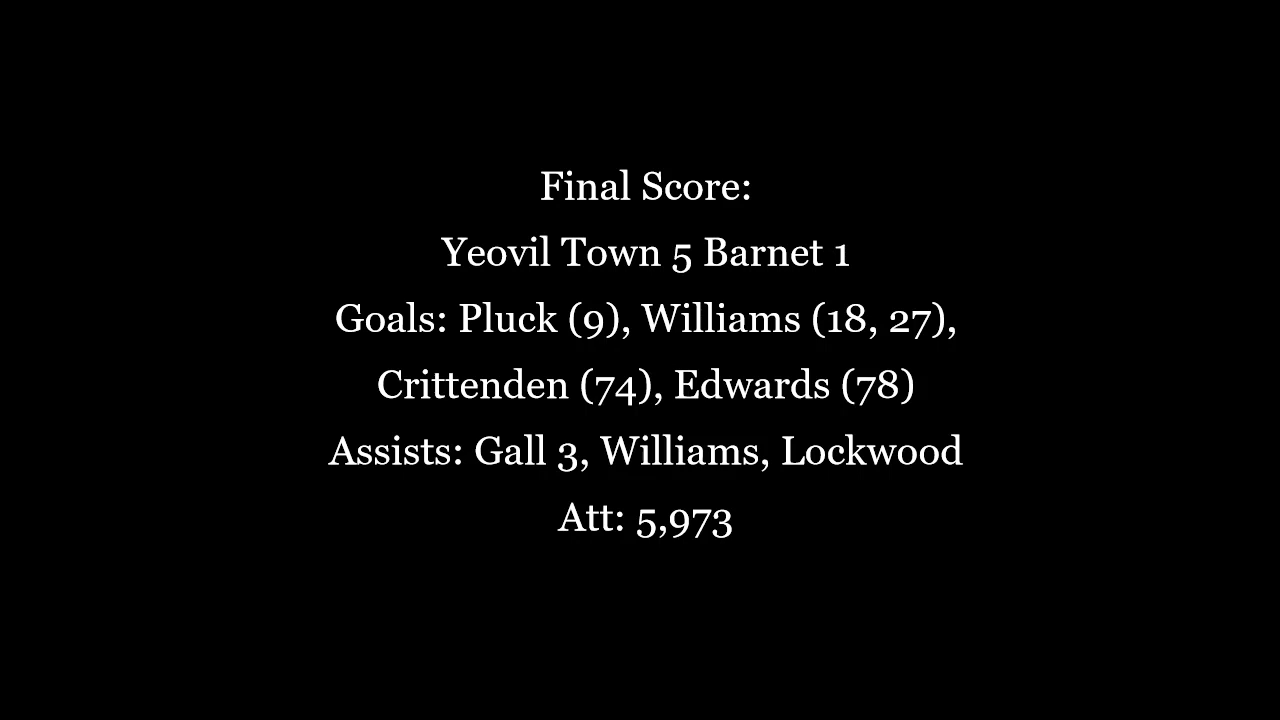 Final Score:
Yeovil Town 5 Barnet 1
Goals: Pluck (9), Williams (18, 27),
Crittenden (74), Edwards (78)
Assists: Gall 3, Williams, Lockwood
Att: 5,973